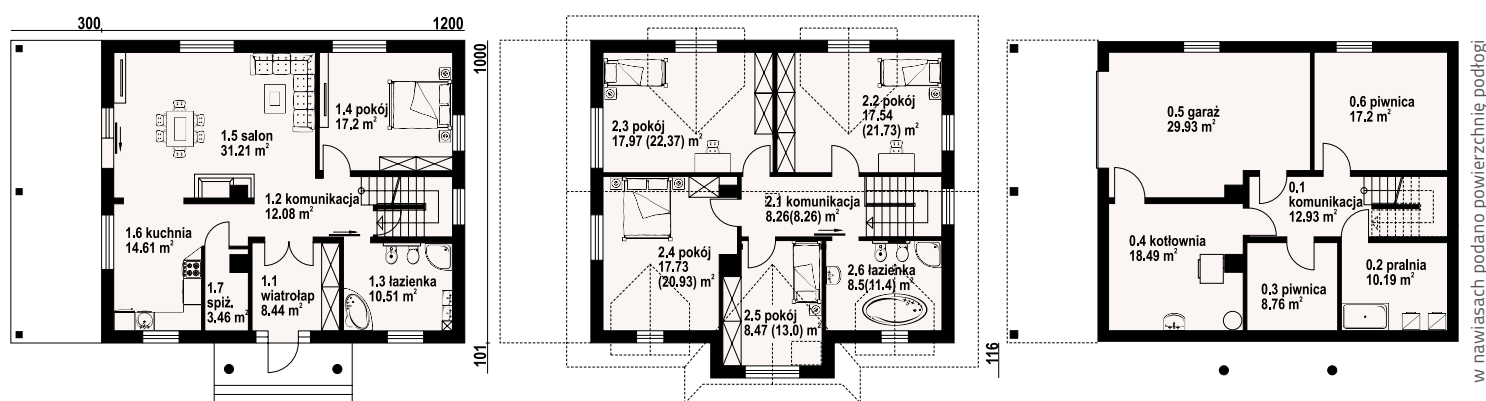 300
1200
1000
101
1.4 pokój
17.2 m²
1.5 salon
31.21 m²
1.2 komunikacja
12.08 m²
1.6 kuchnia
14.61 m²
1.7
spiż.
3.46 m²
1.1
wiatrołap
8.44 m²
1.3 łazienka
10,51 m²
2.3 pokój
17.97 (22,37) m²
2.2 pokój
17.54
(21.73) m²
2.1 komunikacja
8.26(8.26) m²
2.4 pokój
17.73
(20.93) m²
2.5 pokój
8.47 (13,0) m²
2,6 łazienka
8.5(11.4) m²
116
0.5 garaż
29.93 m²
0.6 piwnica
17.2 m²
0.1
komunikacja
12.93 m²
0.4 kotłownia
18.49 m²
0.3 piwnica
8,76 m²
0.2 pralnia
10.19 m²
w nawiasach podano powierzchnię podłogi